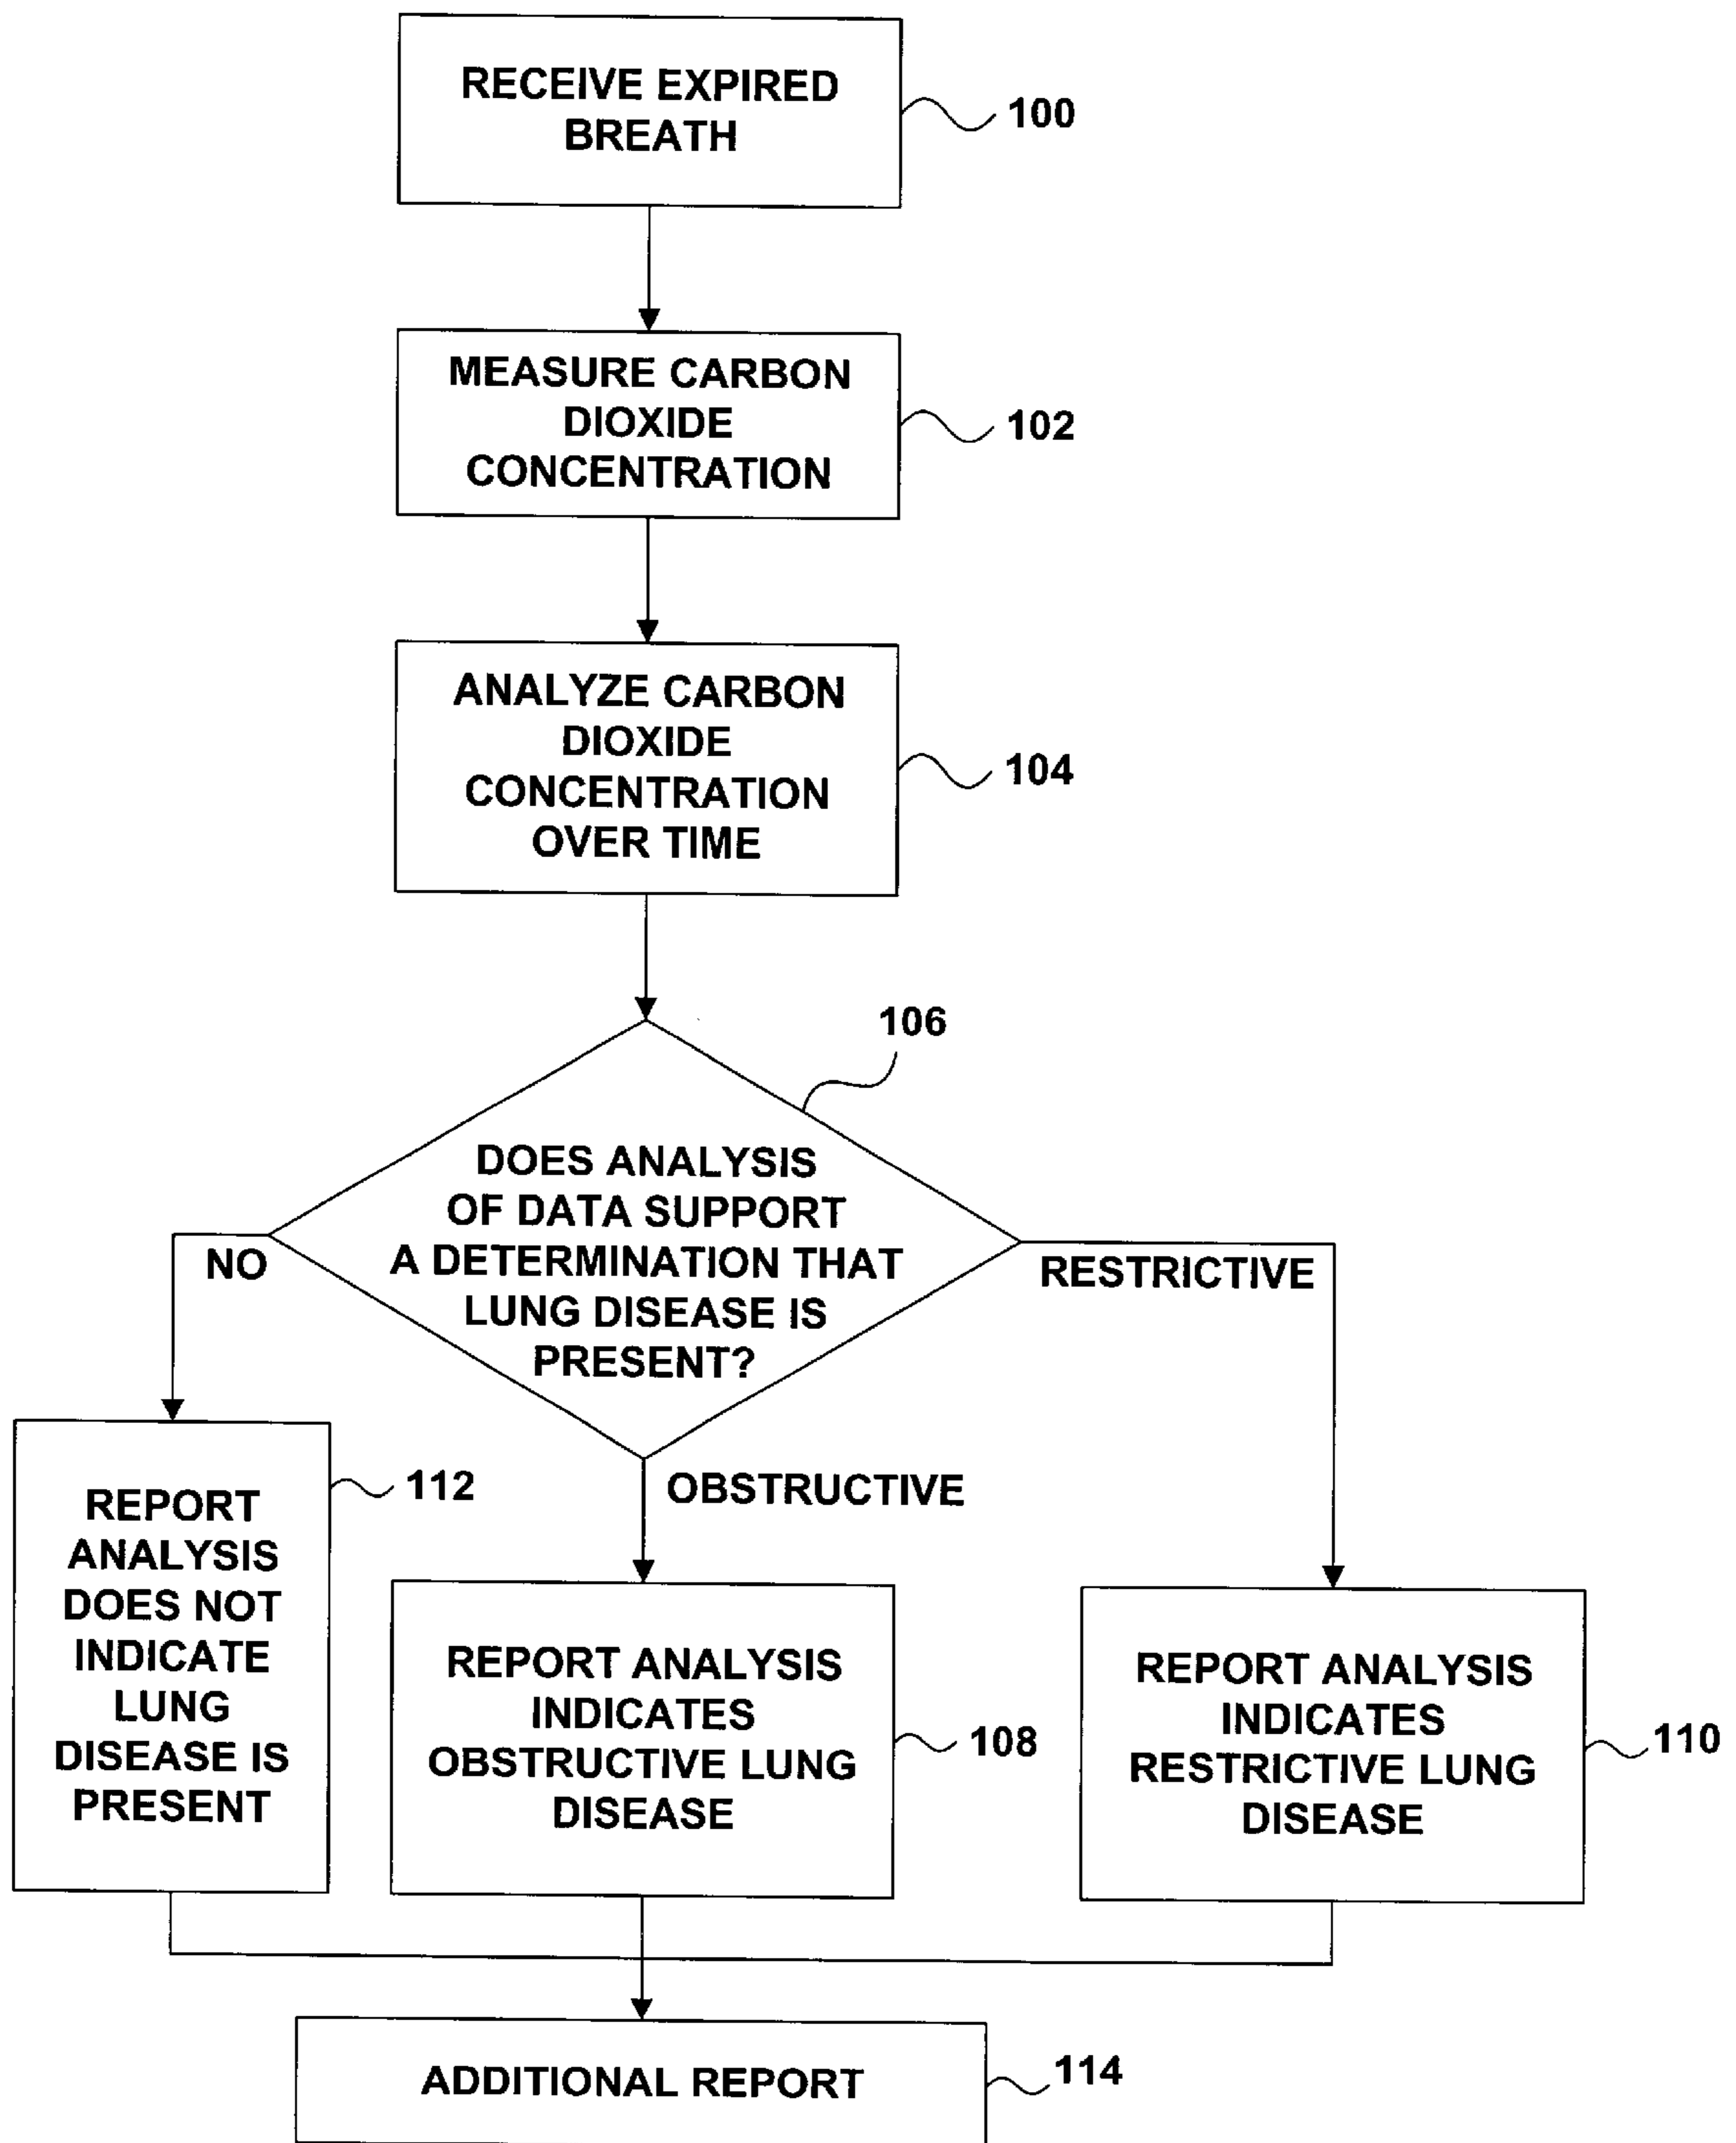 RECEIVE EXPIRED
BREATH
100
MEASURE CARBON
DIOXIDE
CONCENTRATION
102
ANALYZE CARBON
DIOXIDE
CONCENTRATION
OVER TIME
104
106
DOES ANALYSIS
OF DATA SUPPORT
A DETERMINATION THAT
LUNG DISEASE IS
PRESENT?
NO
RESTRICTIVE
OBSTRUCTIVE
REPORT
ANALYSIS
DOES NOT
INDICATE
LUNG
DISEASE IS
PRESENT
112
REPORT ANALYSIS
INDICATES
OBSTRUCTIVE LUNG
DISEASE
108
REPORT ANALYSIS
INDICATES
RESTRICTIVE LUNG
DISEASE
110
ADDITIONAL REPORT
114